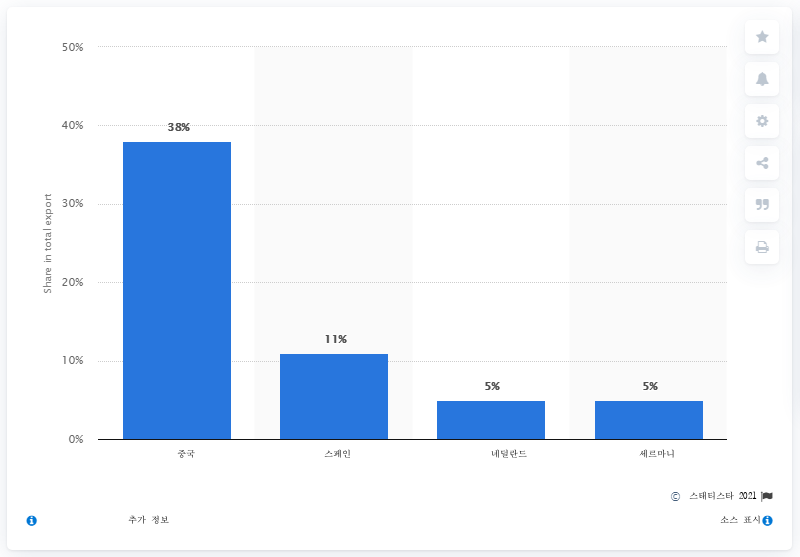 50%
40%
38%
30%
Share in total export
20%
11%
10%
5%
5%
0%
중국
스페인
네덜란드
세르마니
© 스태티스타 2021
추가 정보
소스 표시